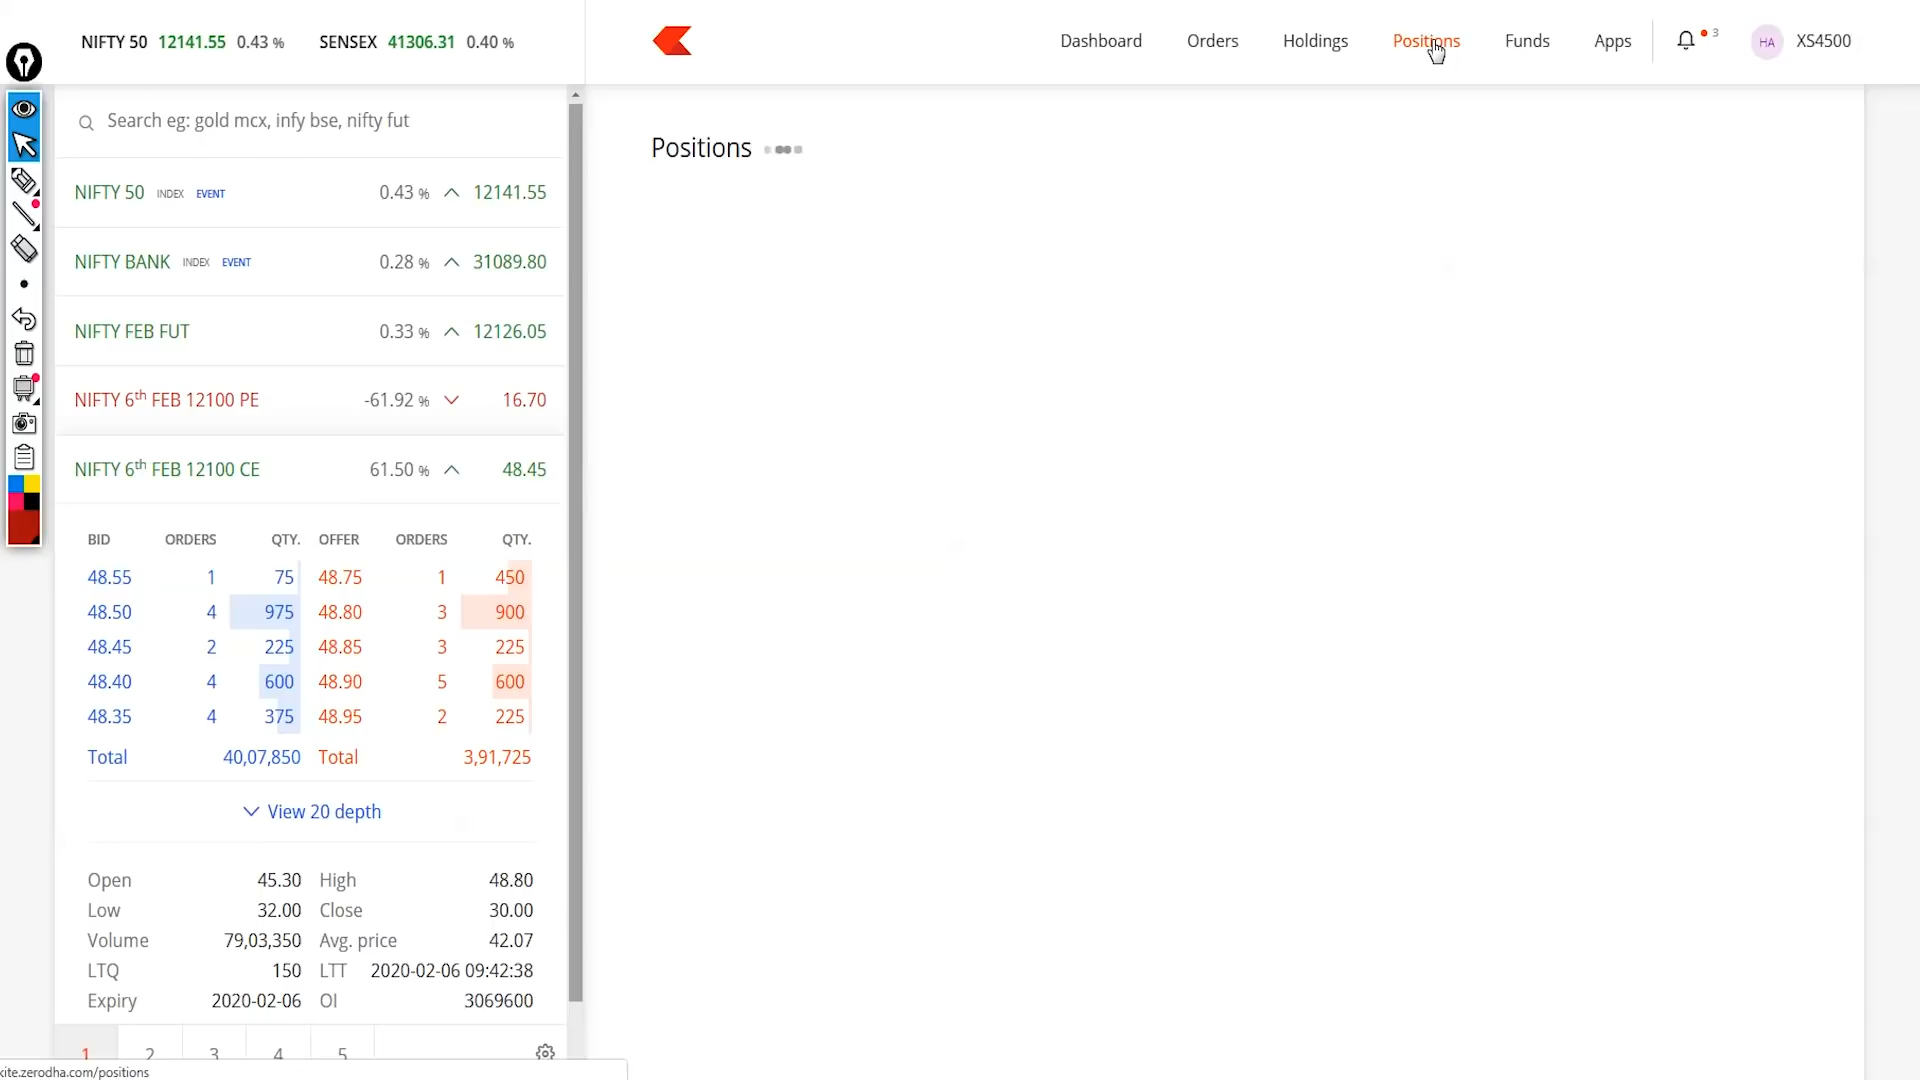 NIFTY 50 12141.55 0.43 % SENSEX 41306.31 0.40 %
Dashboard Orders Holdings Positions Funds Apps 3 HA XS4500
Search eg: gold mcx, infy bse, nifty fut
Positions
NIFTY 50 INDEX EVENT 0.43 % 12141.55
NIFTY BANK INDEX EVENT 0.28 % 31089.80
NIFTY FEB FUT 0.33 % 12126.05
NIFTY 6th FEB 12100 PE -61.92 % 16.70
NIFTY 6th FEB 12100 CE 61.50 % 48.45
BID ORDERS QTY. OFFER ORDERS QTY.
48.55 1 75 48.75 1 450
48.50 4 975 48.80 3 900
48.45 2 225 48.85 3 225
48.40 4 600 48.90 5 600
48.35 4 375 48.95 2 225
Total 40,07,850 Total 3,91,725
View 20 depth
Open 45.30 High 48.80
Low 32.00 Close 30.00
Volume 79,03,350 Avg. price 42.07
LTQ 150 LTT 2020-02-06 09:42:38
Expiry 2020-02-06 OI 3069600
1 2 3 4 5
kite.zerodha.com/positions